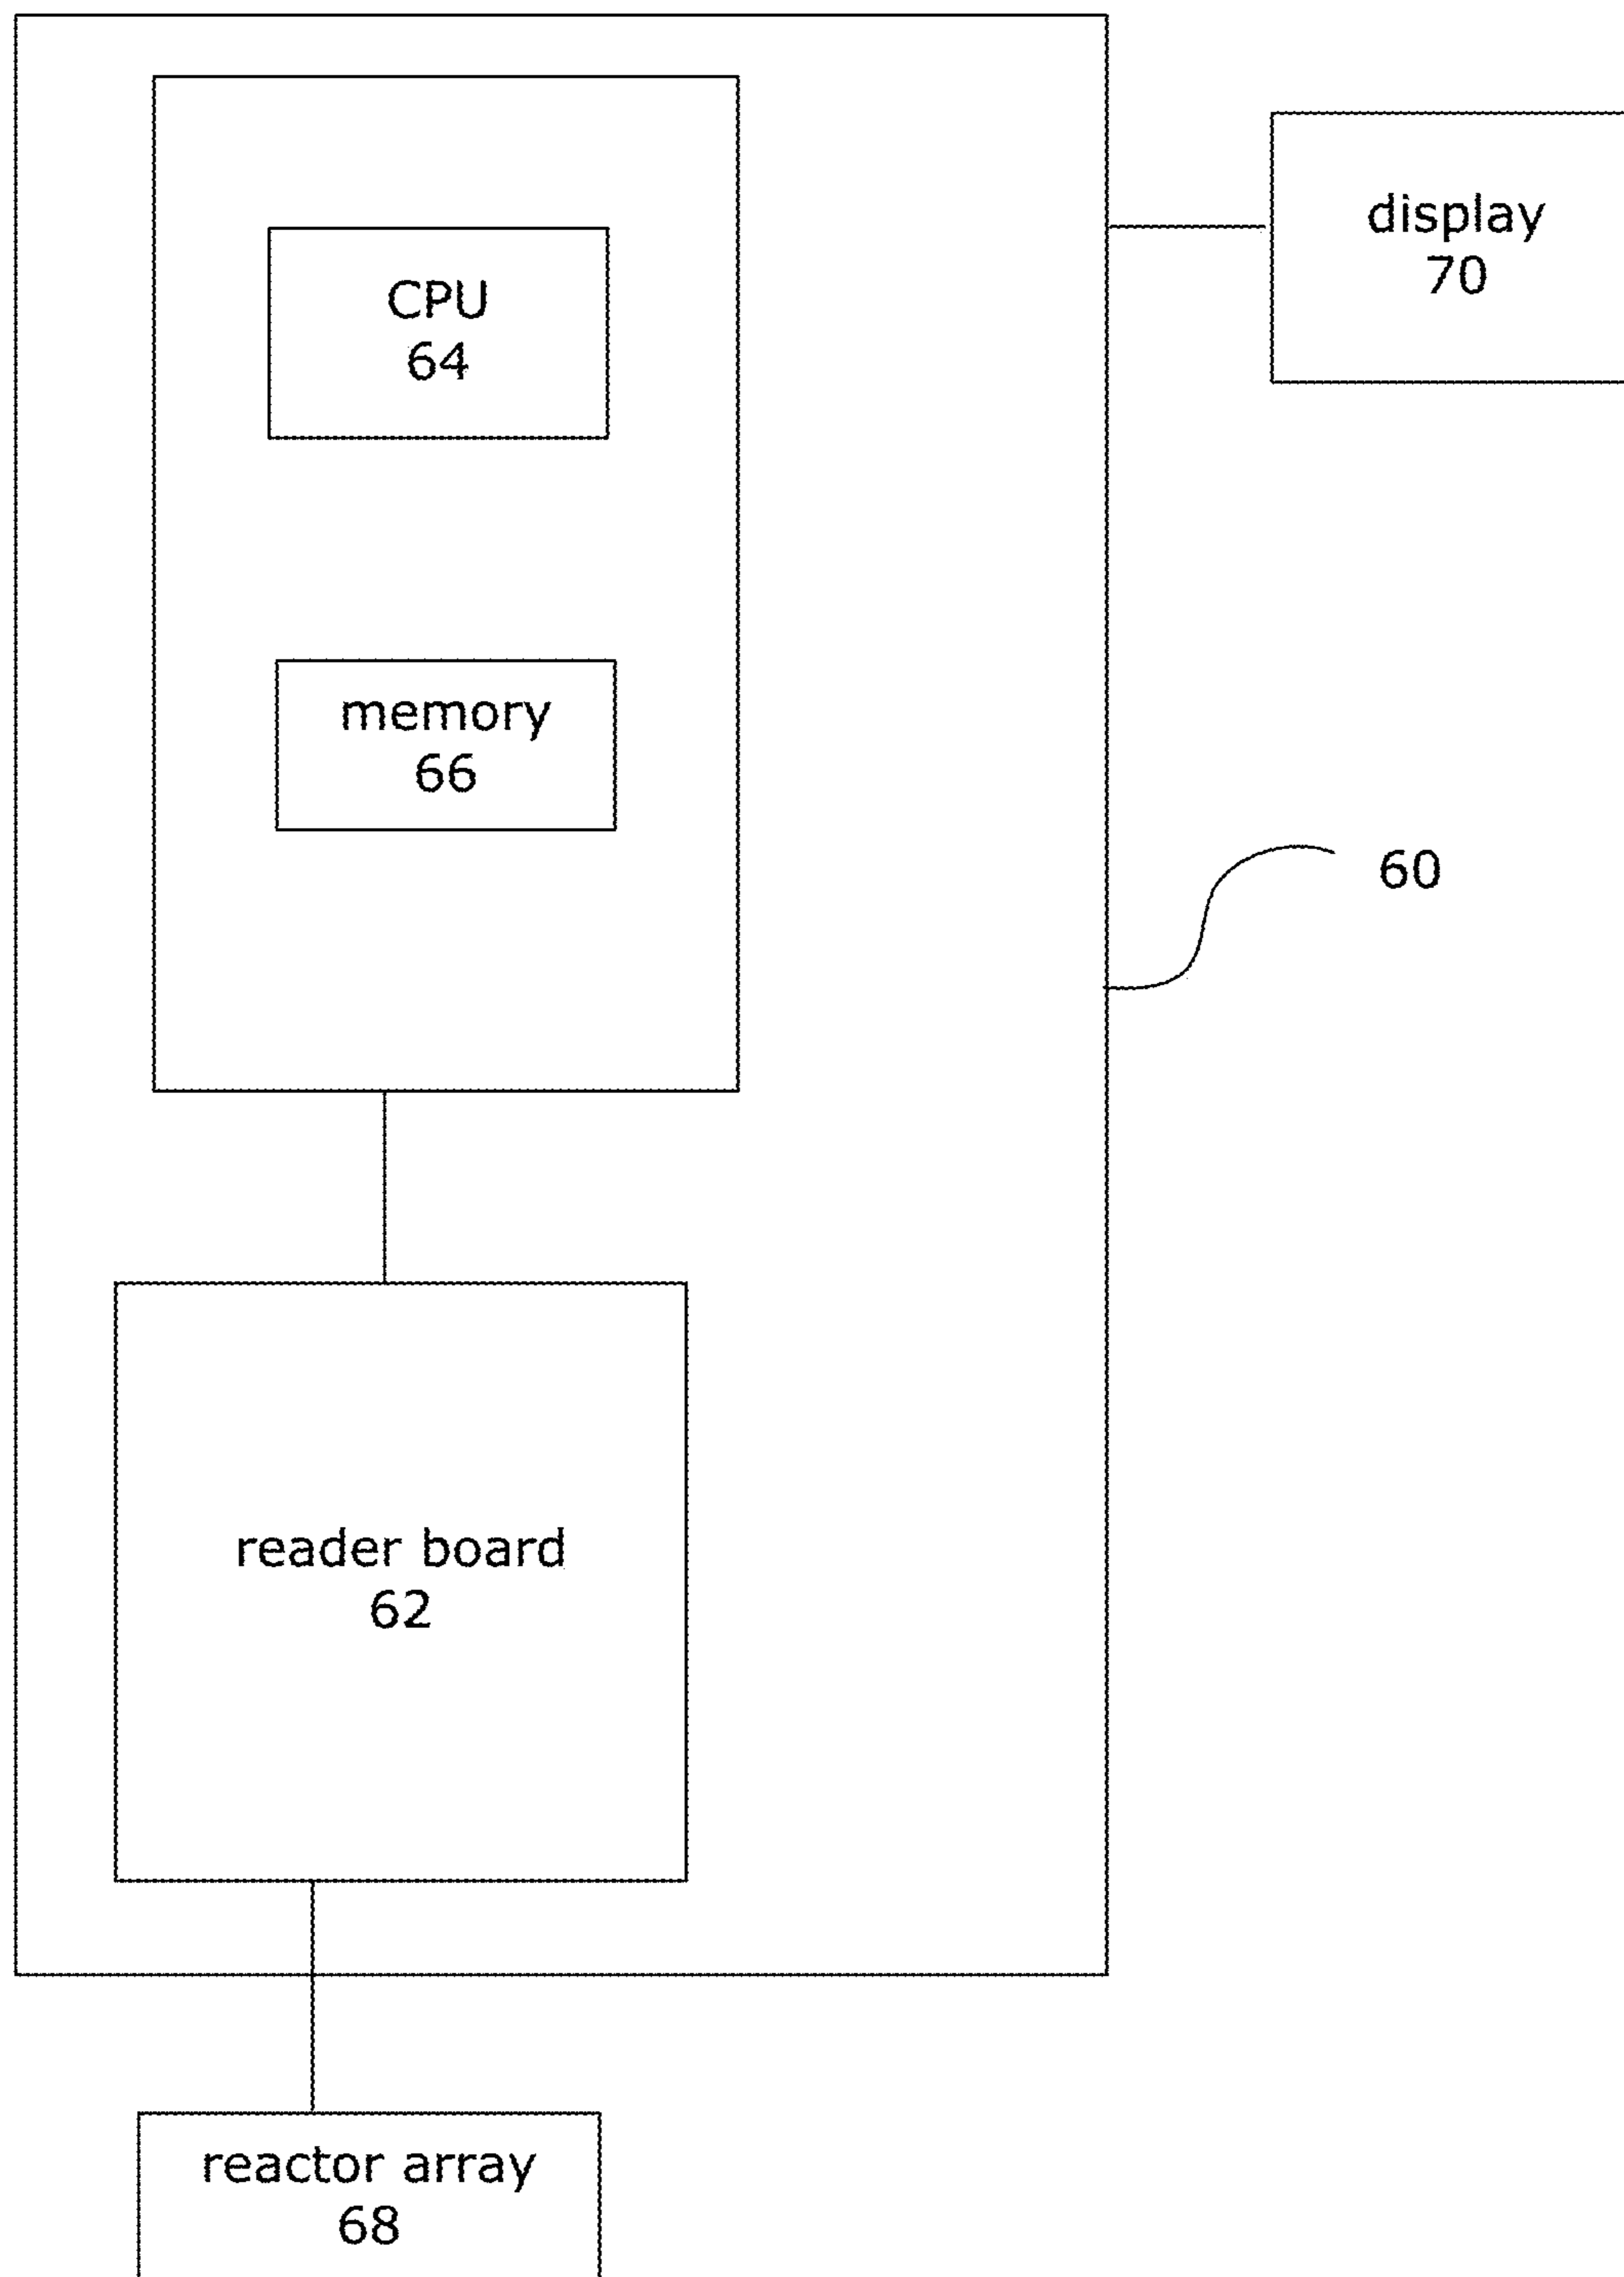 display
70
CPU
64
memory
66
60
reader board
62
reactor array
68